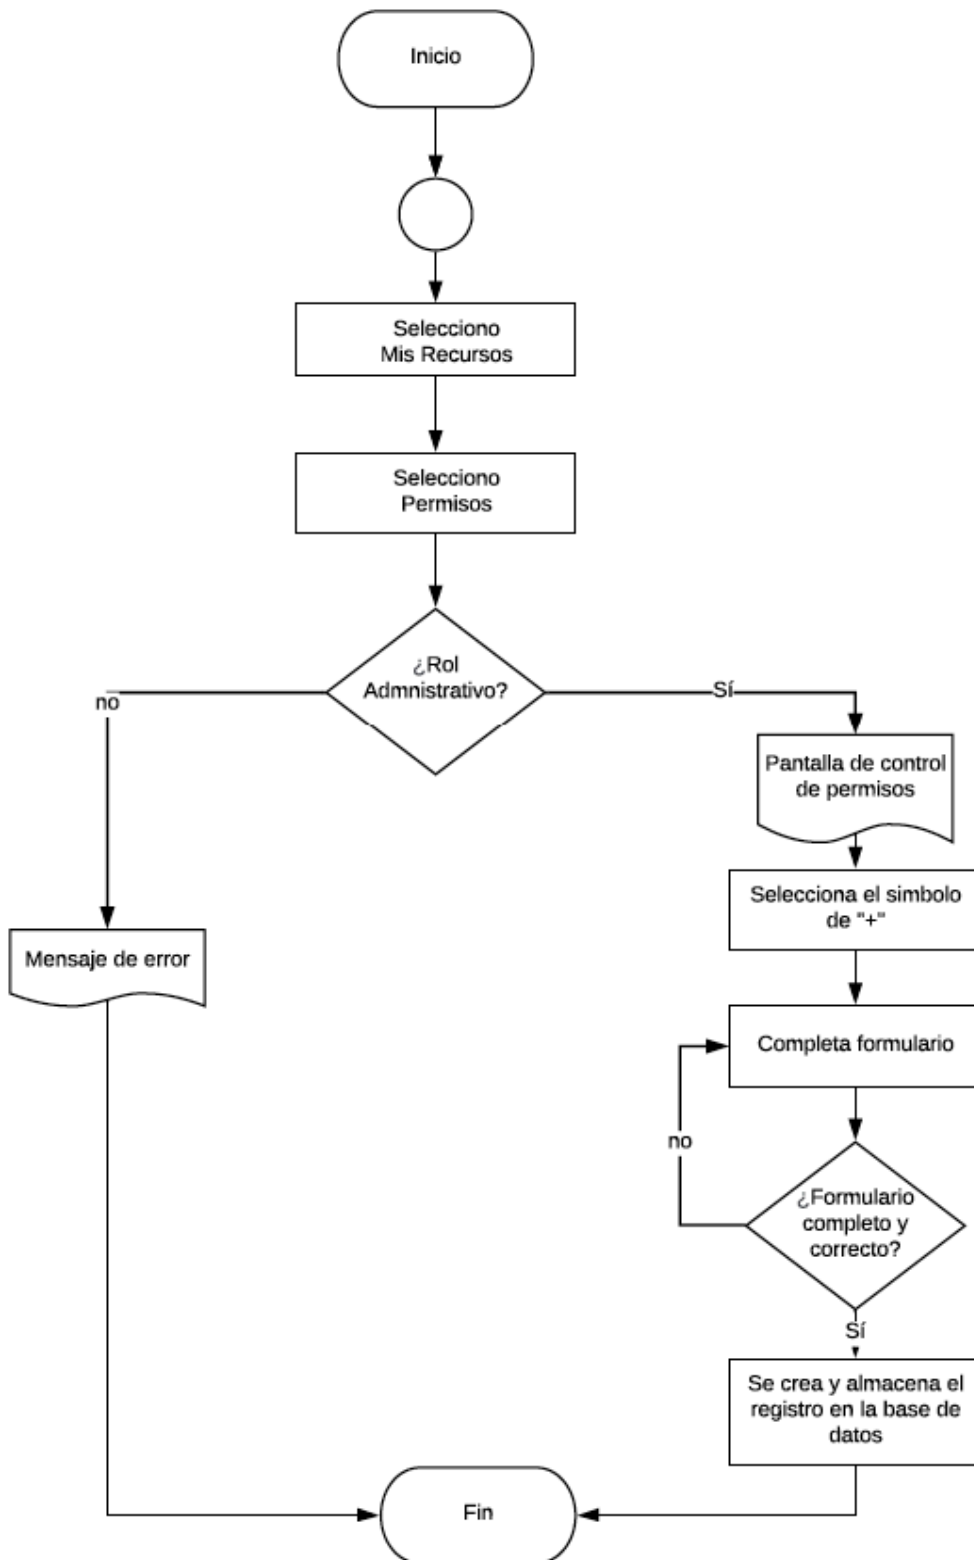 Inicio
Selecciono
Mis Recursos
Selecciono
Permisos
¿Rol
Admnistrativo?
no
Sí
Pantalla de control
de permisos
Selecciona el simbolo
de "+"
Mensaje de error
Completa formulario
no
¿Formulario
completo y
correcto?
Sí
Se crea y almacena el
registro en la base de
datos
Fin